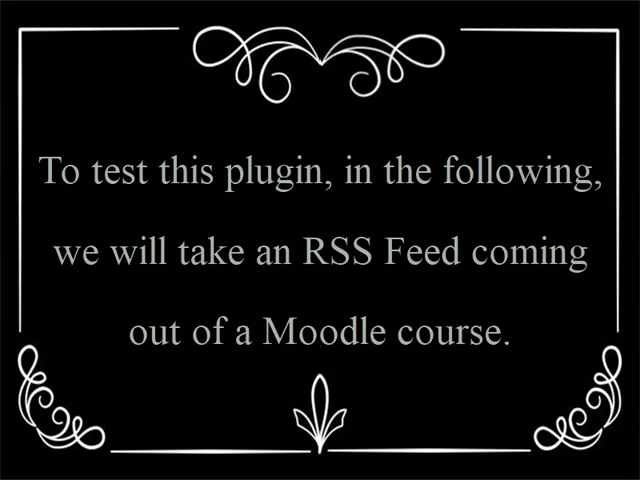 To test this plugin, in the following,
we will take an RSS Feed coming
out of a Moodle course.